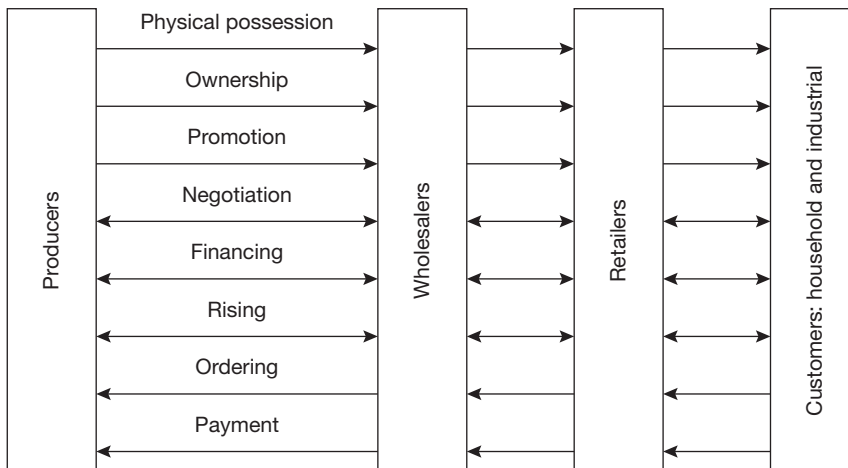 Physical possession
Ownership
Promotion
Negotiation
Financing
Rising
Ordering
Payment
Producers
Wholesalers
Retailers
Customers: household and industrial